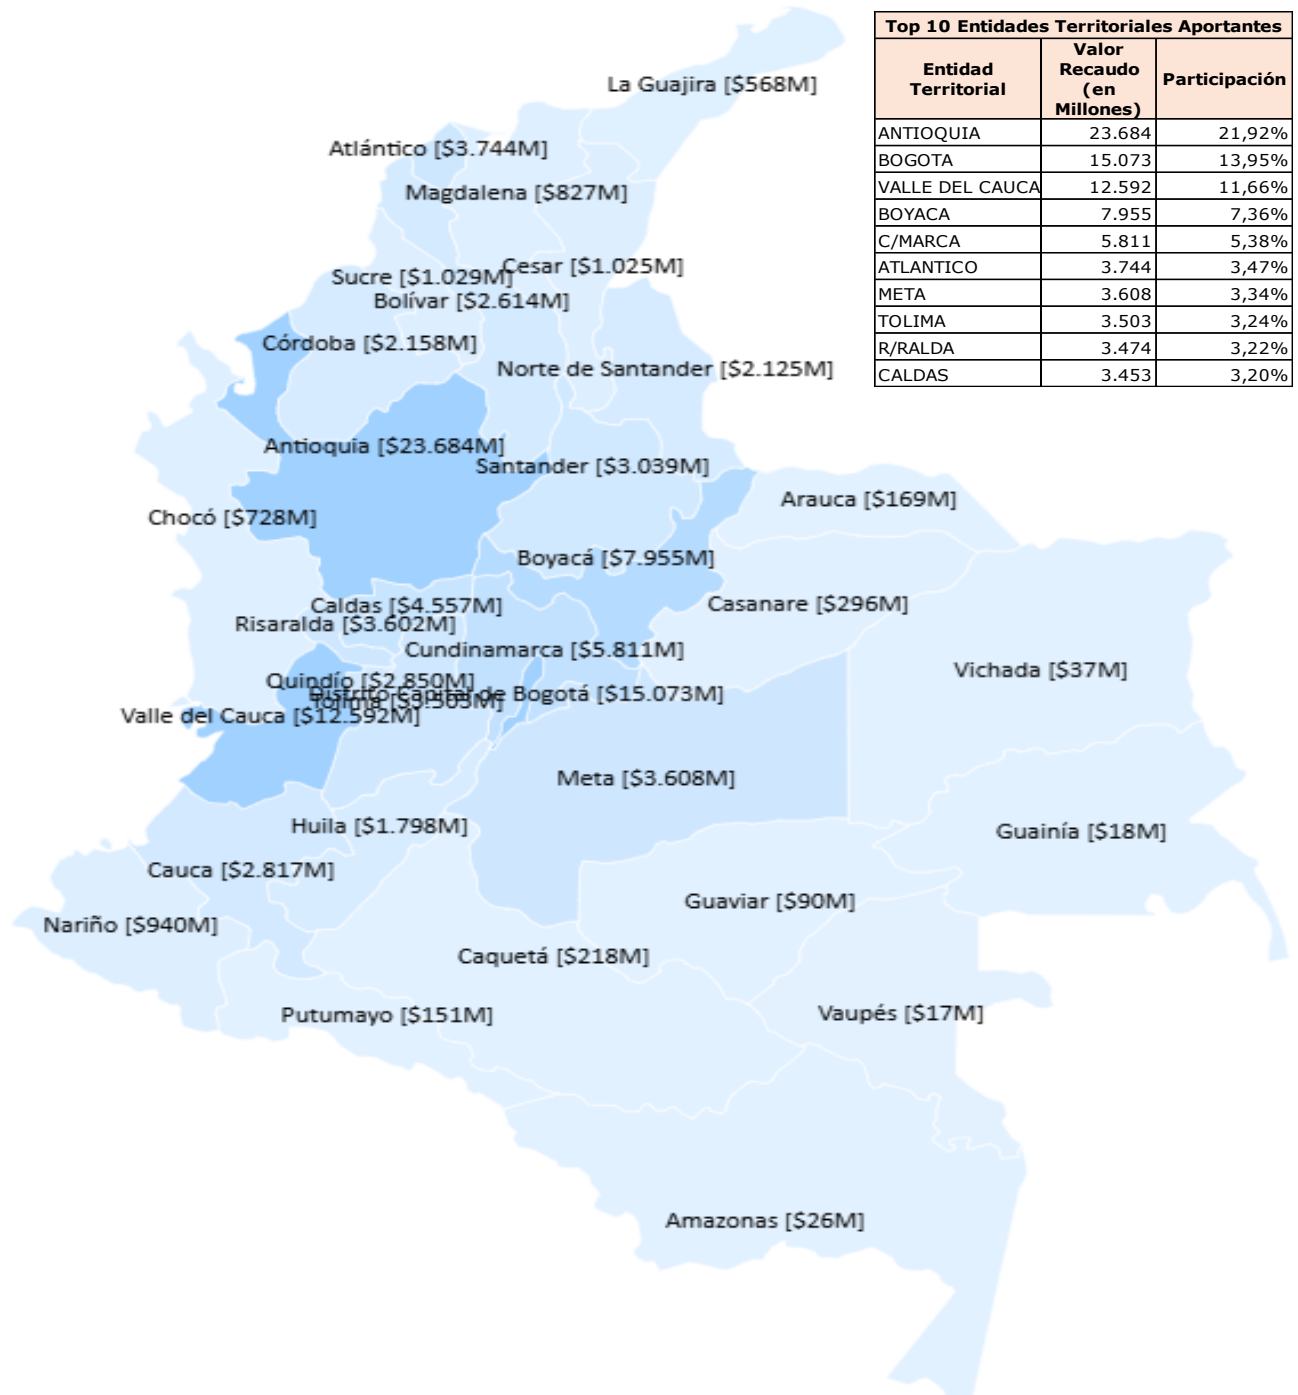 Top 10 Entidades Territoriales Aportantes
Entidad Territorial Valor Recaudo (en Millones) Participación
ANTIOQUIA 23.684 21,92%
BOGOTA 15.073 13,95%
VALLE DEL CAUCA 12.592 11,66%
BOYACA 7.955 7,36%
C/MARCA 5.811 5,38%
ATLANTICO 3.744 3,47%
META 3.608 3,34%
TOLIMA 3.503 3,24%
R/RALDA 3.474 3,22%
CALDAS 3.453 3,20%
La Guajira [$568M]
Atlántico [$3.744M]
Magdalena [$827M]
Cesar [$1.025M]
Sucre [$1.029M]
Bolívar [$2.614M]
Córdoba [$2.158M]
Norte de Santander [$2.125M]
Antioquia [$23.684M]
Santander [$3.039M]
Arauca [$169M]
Chocó [$728M]
Boyacá [$7.955M]
Caldas [$4.557M]
Casanare [$296M]
Risaralda [$3.602M]
Cundinamarca [$5.811M]
Vichada [$37M]
Quindío [$2.850M]
Distrito Capital de Bogotá [$15.073M]
Tolima [$3.503M]
Valle del Cauca [$12.592M]
Meta [$3.608M]
Huila [$1.798M]
Guainía [$18M]
Cauca [$2.817M]
Guaviar [$90M]
Nariño [$940M]
Caquetá [$218M]
Putumayo [$151M]
Vaupés [$17M]
Amazonas [$26M]